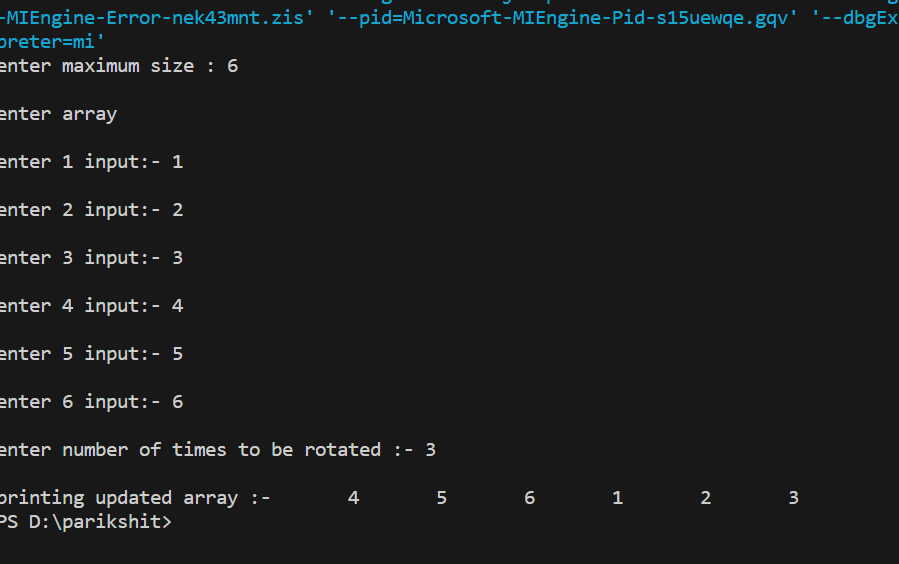 -MIEngine-Error-nek43mnt.zis' '--pid=Microsoft-MIEngine-Pid-s15uewqe.gqv' '--dbgEx
preter=mi'
enter maximum size : 6
enter array
enter 1 input:- 1
enter 2 input:- 2
enter 3 input:- 3
enter 4 input:- 4
enter 5 input:- 5
enter 6 input:- 6
enter number of times to be rotated :- 3
printing updated array :- 4 5 6 1 2 3
PS D:\parikshit>